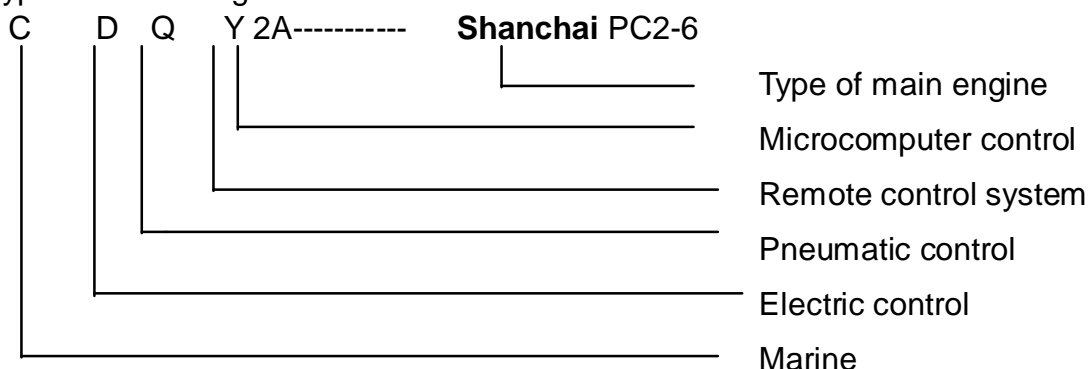 C D Q Y 2A----------- Shanchai PC2-6
Type of main engine
Microcomputer control
Remote control system
Pneumatic control
Electric control
Marine